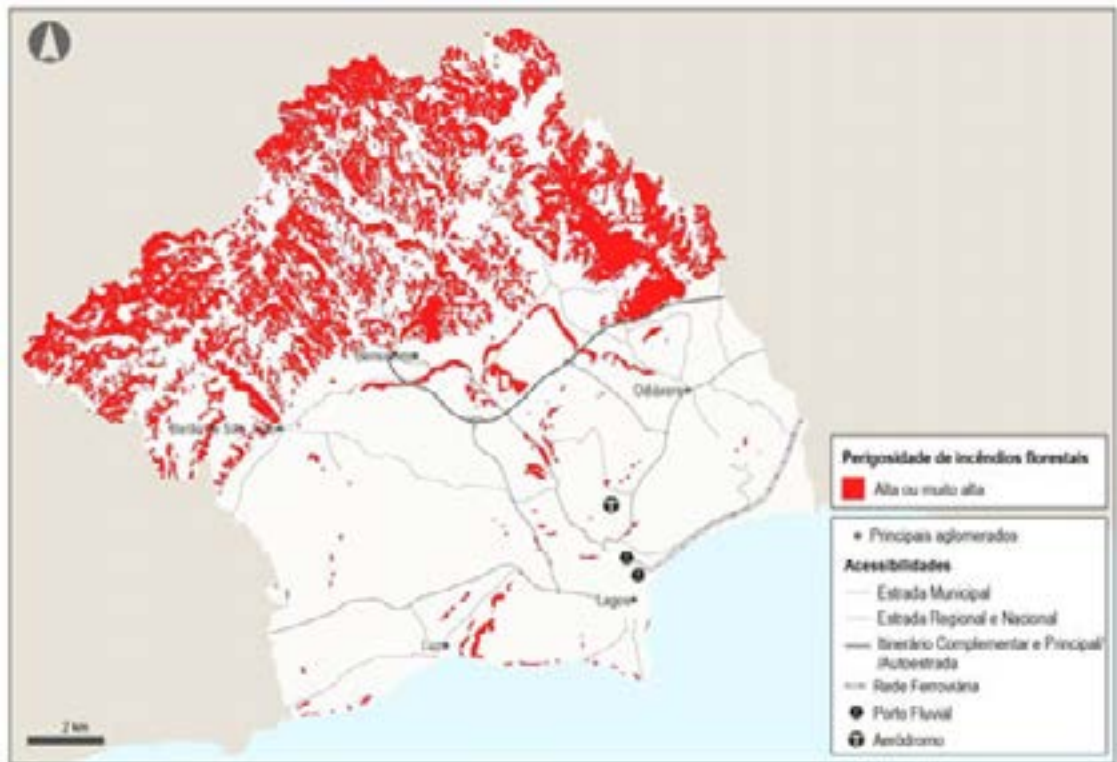 Odiáxere
Lagos
Luz
2 km
Perigosidade de incêndios florestais
Alta ou muito alta
Principais aglomerados
Acessibilidades
Estrada Municipal
Estrada Regional e Nacional
Itinerário Complementar e Principal/
/Autoestrada
Rede Ferroviária
Porto Fluvial
Aeródromo